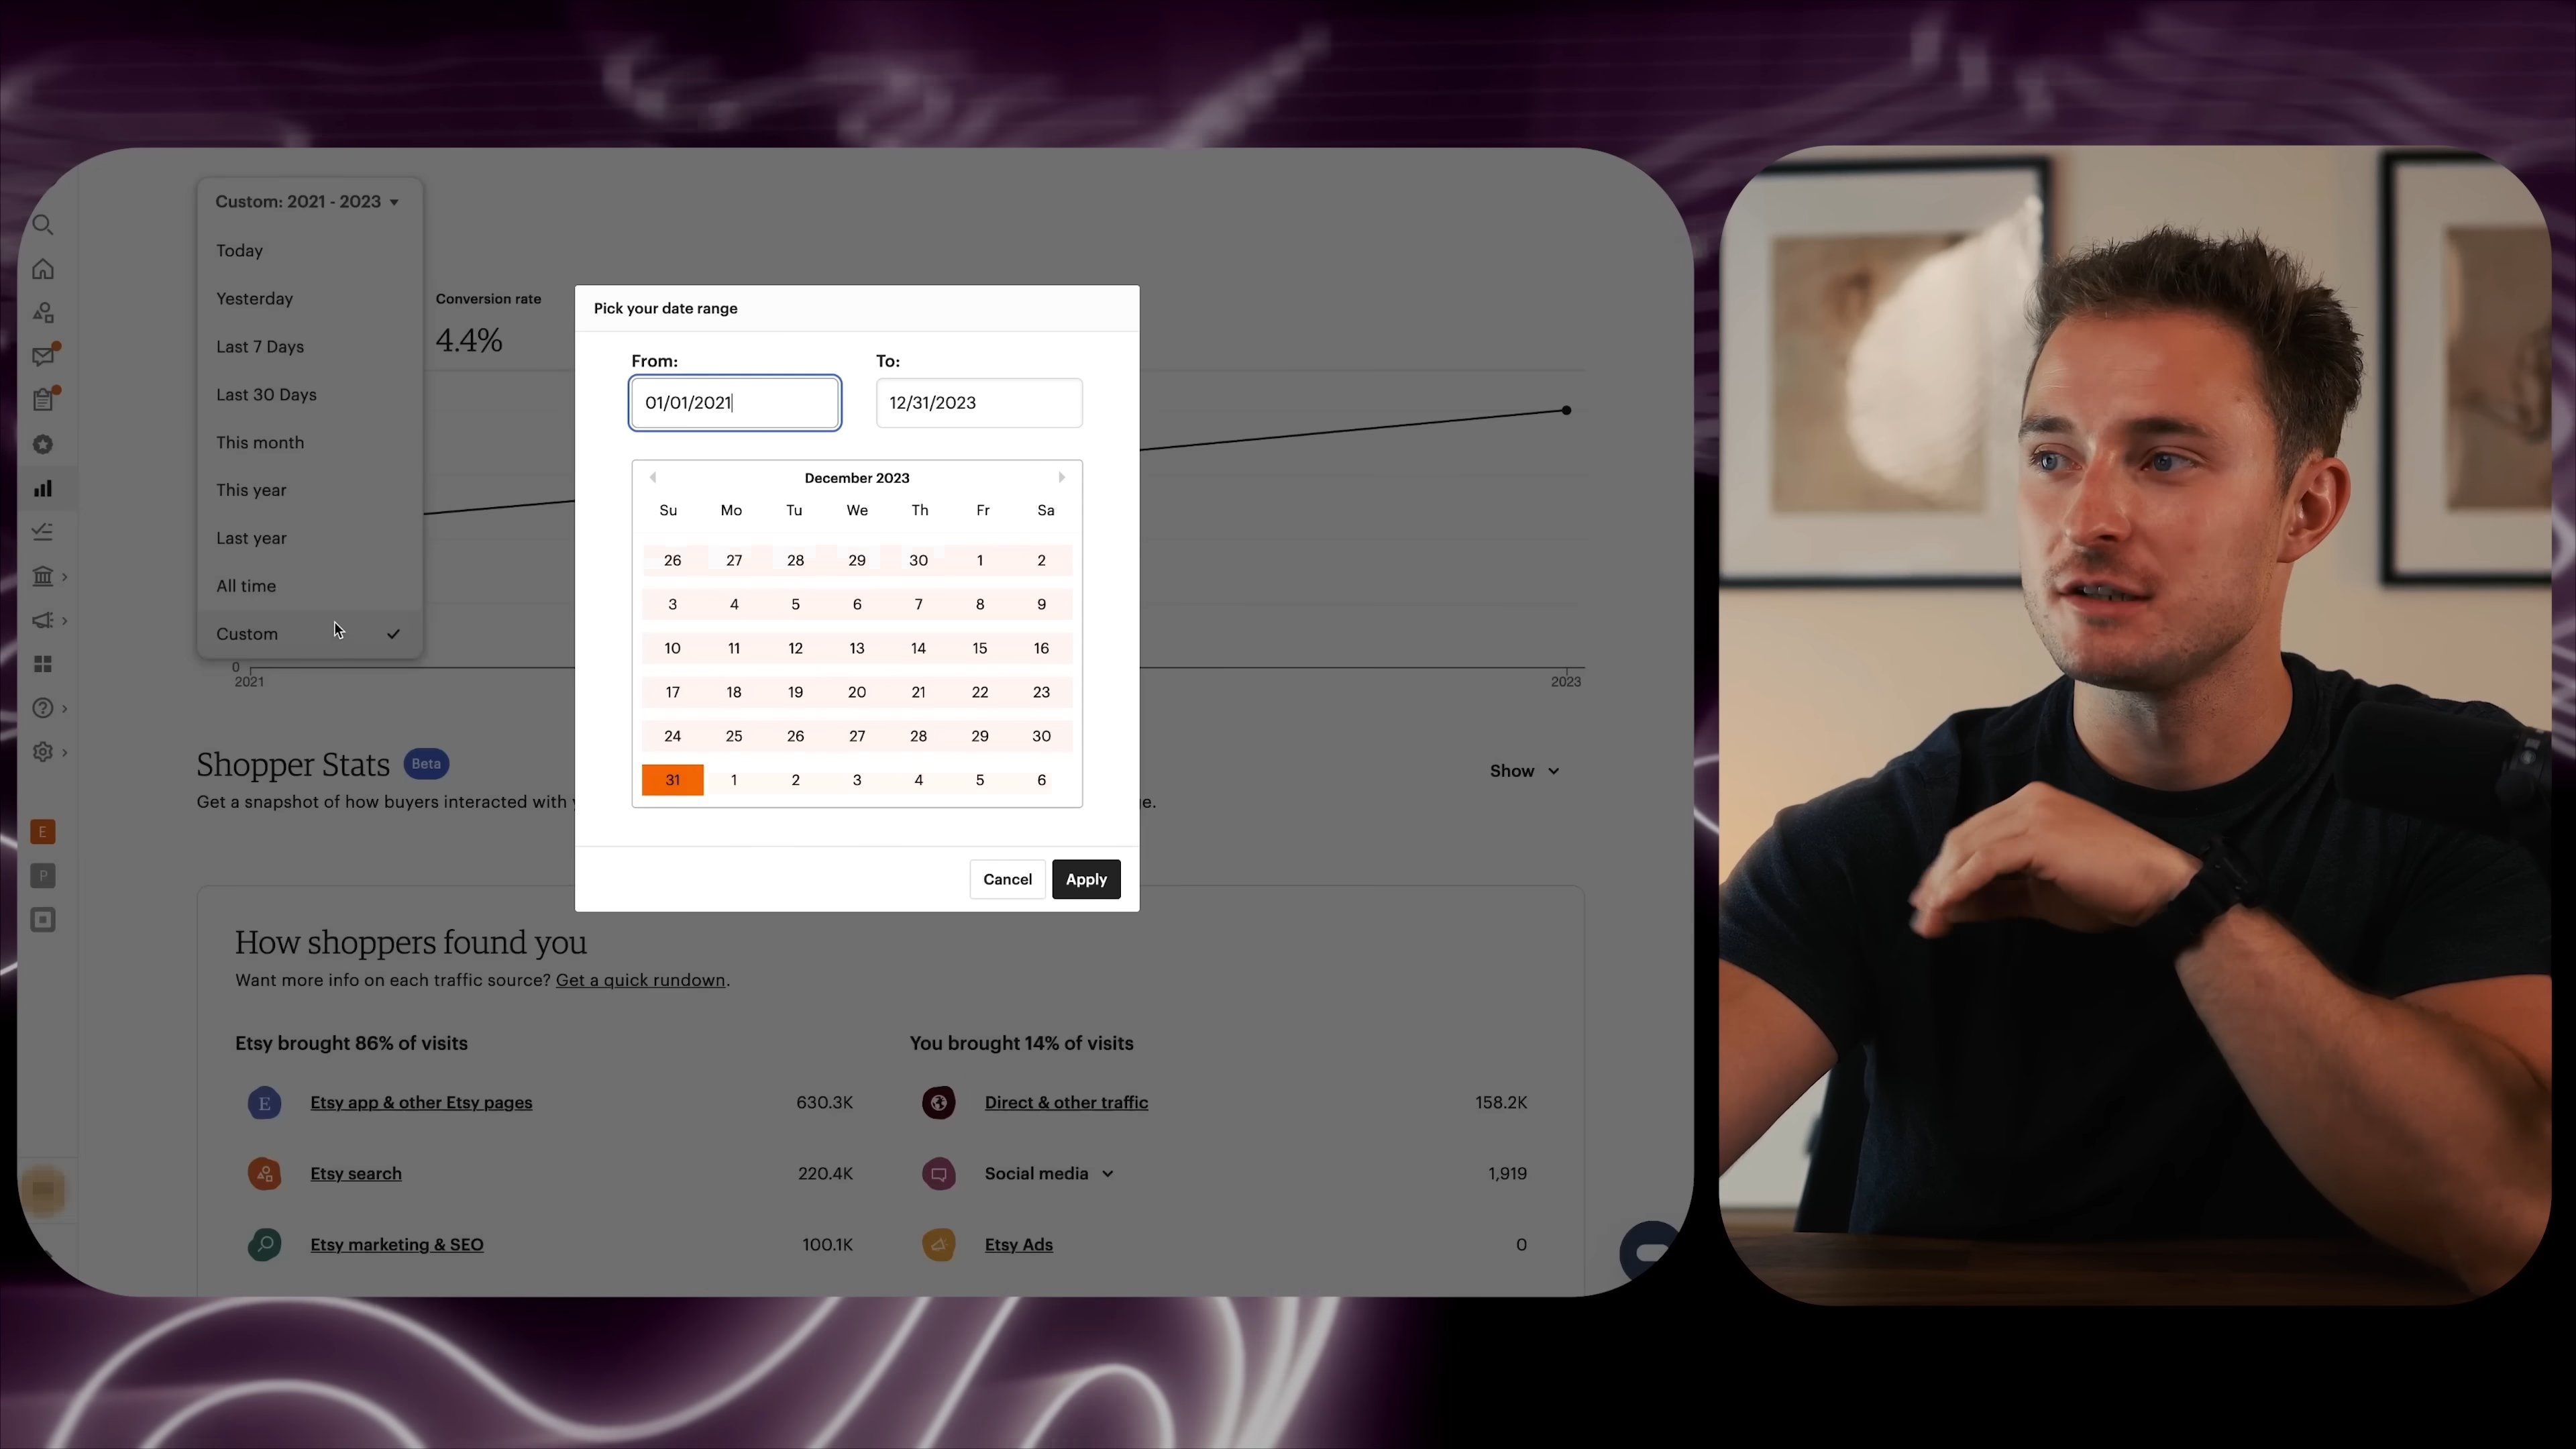 Custom: 2021 - 2023
Today
Yesterday
Last 7 Days
Last 30 Days
This month
This year
Last year
All time
Custom
Conversion rate
4.4%
0
2021
2023
Pick your date range
From:
To:
01/01/2021
12/31/2023
December 2023
Su Mo Tu We Th Fr Sa
26 27 28 29 30 1 2
3 4 5 6 7 8 9
10 11 12 13 14 15 16
17 18 19 20 21 22 23
24 25 26 27 28 29 30
31 1 2 3 4 5 6
Cancel
Apply
Shopper Stats
Beta
Show
Get a snapshot of how buyers interacted with
E
P
How shoppers found you
Want more info on each traffic source? Get a quick rundown.
Etsy brought 86% of visits
E
Etsy app & other Etsy pages 630.3K
Etsy search 220.4K
Etsy marketing & SEO 100.1K
You brought 14% of visits
Direct & other traffic 158.2K
Social media 1,919
Etsy Ads 0